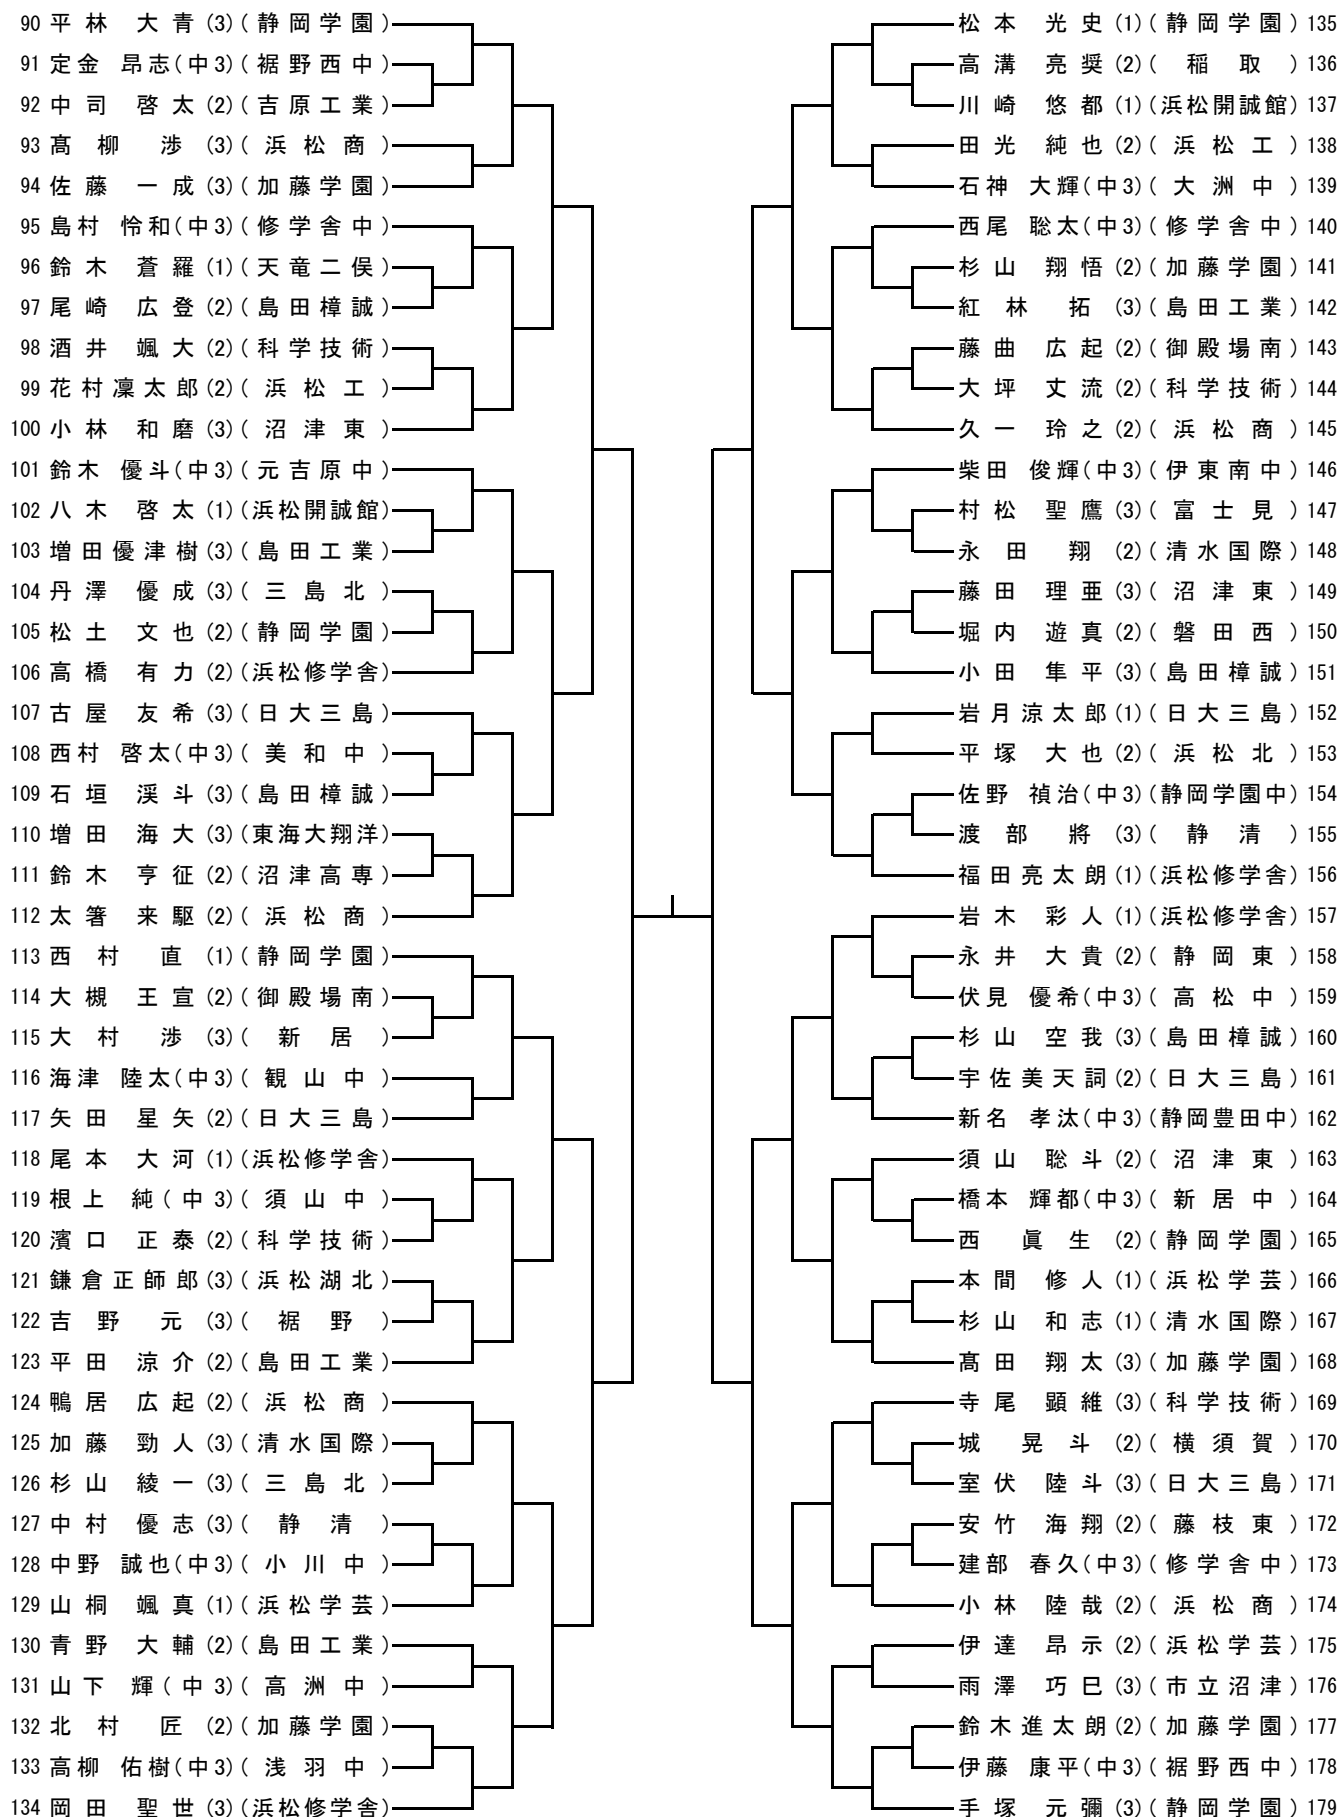 90 平林 大青 (3) ( 静岡学園 )
91 定金 昂志(中3) ( 裾野西中 )
92 中司 啓太 (2) ( 吉原工業 )
93 髙柳 渉 (3) ( 浜松商 )
94 佐藤 一成 (3) ( 加藤学園 )
95 島村 怜和(中3) ( 修学舎中 )
96 鈴木 蒼羅 (1) ( 天竜二俣 )
97 尾崎 広登 (2) ( 島田樟誠 )
98 酒井 颯大 (2) ( 科学技術 )
99 花村凜太郎 (2) ( 浜松工 )
100 小林 和磨 (3) ( 沼津東 )
101 鈴木 優斗(中3) ( 元吉原中 )
102 八木 啓太 (1) (浜松開誠館)
103 増田優津樹 (3) ( 島田工業 )
104 丹澤 優成 (3) ( 三島北 )
105 松土 文也 (2) ( 静岡学園 )
106 高橋 有力 (2) (浜松修学舎)
107 古屋 友希 (3) ( 日大三島 )
108 西村 啓太(中3) ( 美和中 )
109 石垣 渓斗 (3) ( 島田樟誠 )
110 増田 海大 (3) (東海大翔洋)
111 鈴木 亨征 (2) ( 沼津高専 )
112 太箸 来駆 (2) ( 浜松商 )
113 西村 直 (1) ( 静岡学園 )
114 大槻 王宣 (2) ( 御殿場南 )
115 大村 渉 (3) ( 新居 )
116 海津 陸太(中3) ( 観山中 )
117 矢田 星矢 (2) ( 日大三島 )
118 尾本 大河 (1) (浜松修学舎)
119 根上 純(中3) ( 須山中 )
120 濱口 正泰 (2) ( 科学技術 )
121 鎌倉正師郎 (3) ( 浜松湖北 )
122 吉野 元 (3) ( 裾野 )
123 平田 涼介 (2) ( 島田工業 )
124 鴨居 広起 (2) ( 浜松商 )
125 加藤 勁人 (3) ( 清水国際 )
126 杉山 綾一 (3) ( 三島北 )
127 中村 優志 (3) ( 静清 )
128 中野 誠也(中3) ( 小川中 )
129 山桐 颯真 (1) ( 浜松学芸 )
130 青野 大輔 (2) ( 島田工業 )
131 山下 輝(中3) ( 高洲中 )
132 北村 匠 (2) ( 加藤学園 )
133 高柳 佑樹(中3) ( 浅羽中 )
134 岡田 聖世 (3) (浜松修学舎)
松本 光史 (1) ( 静岡学園 ) 135
高溝 亮奨 (2) ( 稲取 ) 136
川崎 悠都 (1) (浜松開誠館) 137
田光 純也 (2) ( 浜松工 ) 138
石神 大輝(中3) ( 大洲中 ) 139
西尾 聡太(中3) ( 修学舎中 ) 140
杉山 翔悟 (2) ( 加藤学園 ) 141
紅林 拓 (3) ( 島田工業 ) 142
藤曲 広起 (2) ( 御殿場南 ) 143
大坪 丈流 (2) ( 科学技術 ) 144
久一 玲之 (2) ( 浜松商 ) 145
柴田 俊輝(中3) ( 伊東南中 ) 146
村松 聖鷹 (3) ( 富士見 ) 147
永田 翔 (2) ( 清水国際 ) 148
藤田 理亜 (3) ( 沼津東 ) 149
堀内 遊真 (2) ( 磐田西 ) 150
小田 隼平 (3) ( 島田樟誠 ) 151
岩月涼太郎 (1) ( 日大三島 ) 152
平塚 大也 (2) ( 浜松北 ) 153
佐野 禎治(中3) (静岡学園中) 154
渡部 將 (3) ( 静清 ) 155
福田亮太朗 (1) (浜松修学舎) 156
岩木 彩人 (1) (浜松修学舎) 157
永井 大貴 (2) ( 静岡東 ) 158
伏見 優希(中3) ( 高松中 ) 159
杉山 空我 (3) ( 島田樟誠 ) 160
宇佐美天詞 (2) ( 日大三島 ) 161
新名 孝汰(中3) (静岡豊田中) 162
須山 聡斗 (2) ( 沼津東 ) 163
橋本 輝都(中3) ( 新居中 ) 164
西 眞生 (2) ( 静岡学園 ) 165
本間 修人 (1) ( 浜松学芸 ) 166
杉山 和志 (1) ( 清水国際 ) 167
髙田 翔太 (3) ( 加藤学園 ) 168
寺尾 顕維 (3) ( 科学技術 ) 169
城 晃斗 (2) ( 横須賀 ) 170
室伏 陸斗 (3) ( 日大三島 ) 171
安竹 海翔 (2) ( 藤枝東 ) 172
建部 春久(中3) ( 修学舎中 ) 173
小林 陸哉 (2) ( 浜松商 ) 174
伊達 昂示 (2) ( 浜松学芸 ) 175
雨澤 巧巳 (3) ( 市立沼津 ) 176
鈴木進太朗 (2) ( 加藤学園 ) 177
伊藤 康平(中3) ( 裾野西中 ) 178
手塚 元彌 (3) ( 静岡学園 ) 179